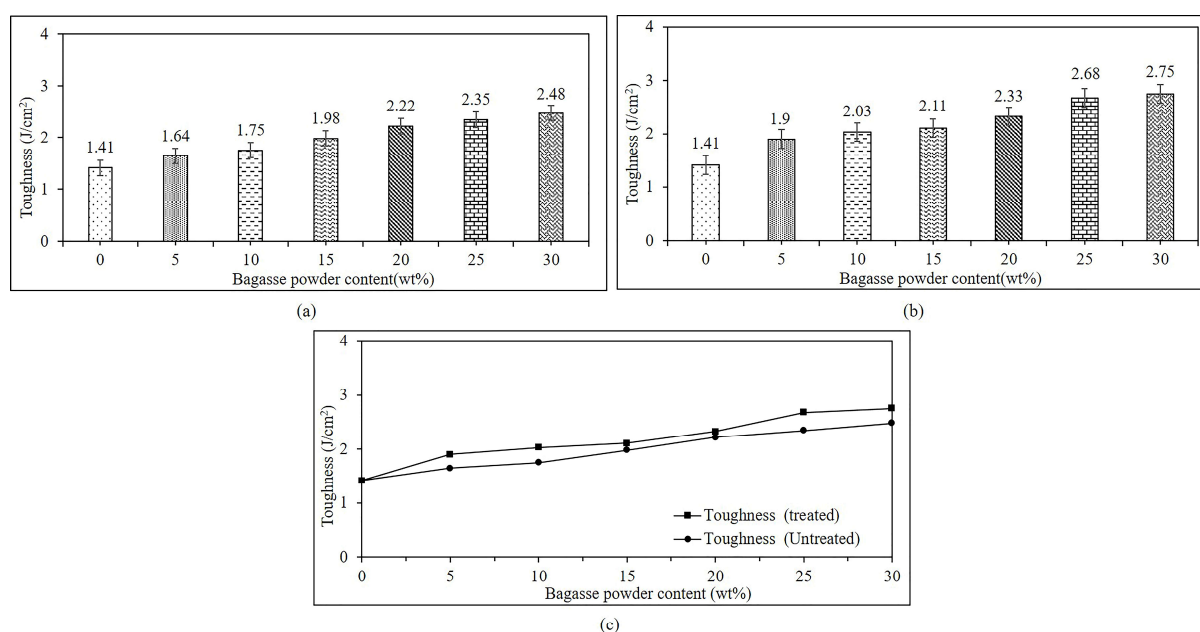 4
3
2
1
0
Toughness (J/cm²)
1.41
1.64
1.75
1.98
2.22
2.35
2.48
0 5 10 15 20 25 30
Bagasse powder content(wt%)
(a)
4
3
2
1
0
Toughness (J/cm²)
1.41
1.9
2.03
2.11
2.33
2.68
2.75
0 5 10 15 20 25 30
Bagasse powder content(wt%)
(b)
4
3
2
1
0
Toughness (J/cm²)
Toughness (treated)
Toughness (Untreated)
0 5 10 15 20 25 30
Bagasse powder content (wt%)
(c)